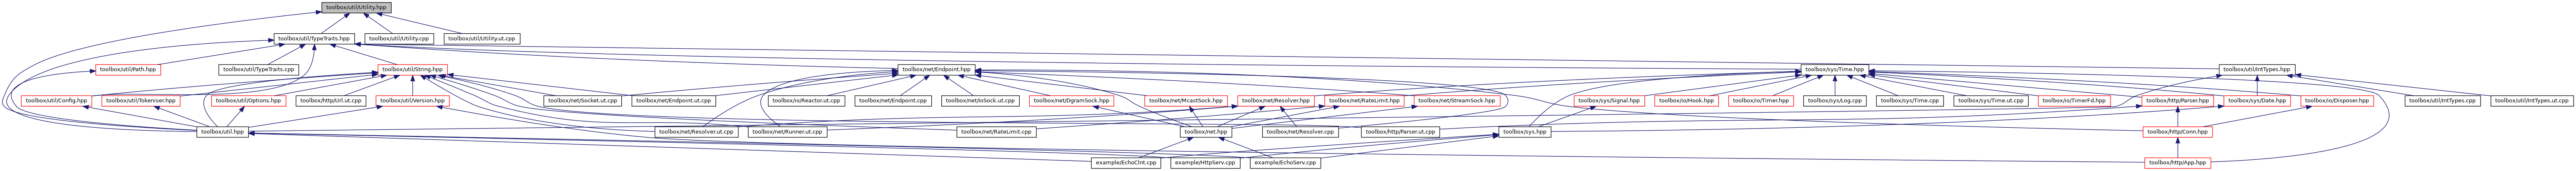 toolbox/util/Utility.hpp
toolbox/util/TypeTraits.hpp
toolbox/util/Utility.cpp
toolbox/util/Utility.ut.cpp
toolbox/util/Path.hpp
toolbox/util/TypeTraits.cpp
toolbox/util/String.hpp
toolbox/net/Endpoint.hpp
toolbox/sys/Time.hpp
toolbox/util/IntTypes.hpp
toolbox/util/Config.hpp
toolbox/util/Tokeniser.hpp
toolbox/util/Options.hpp
toolbox/http/Url.ut.cpp
toolbox/util/Version.hpp
toolbox/net/Socket.ut.cpp
toolbox/net/Endpoint.ut.cpp
toolbox/io/Reactor.ut.cpp
toolbox/net/Endpoint.cpp
toolbox/net/IoSock.ut.cpp
toolbox/net/DgramSock.hpp
toolbox/net/McastSock.hpp
toolbox/net/Resolver.hpp
toolbox/net/RateLimit.hpp
toolbox/net/StreamSock.hpp
toolbox/sys/Signal.hpp
toolbox/io/Hook.hpp
toolbox/io/Timer.hpp
toolbox/sys/Log.cpp
toolbox/sys/Time.cpp
toolbox/sys/Time.ut.cpp
toolbox/io/TimerFd.hpp
toolbox/http/Parser.hpp
toolbox/sys/Date.hpp
toolbox/io/Disposer.hpp
toolbox/util/IntTypes.cpp
toolbox/util/IntTypes.ut.cpp
toolbox/util.hpp
toolbox/net/Resolver.ut.cpp
toolbox/net/Runner.ut.cpp
toolbox/net/RateLimit.cpp
toolbox/net.hpp
toolbox/net/Resolver.cpp
toolbox/http/Parser.ut.cpp
toolbox/sys.hpp
toolbox/http/Conn.hpp
example/EchoClnt.cpp
example/HttpServ.cpp
example/EchoServ.cpp
toolbox/http/App.hpp